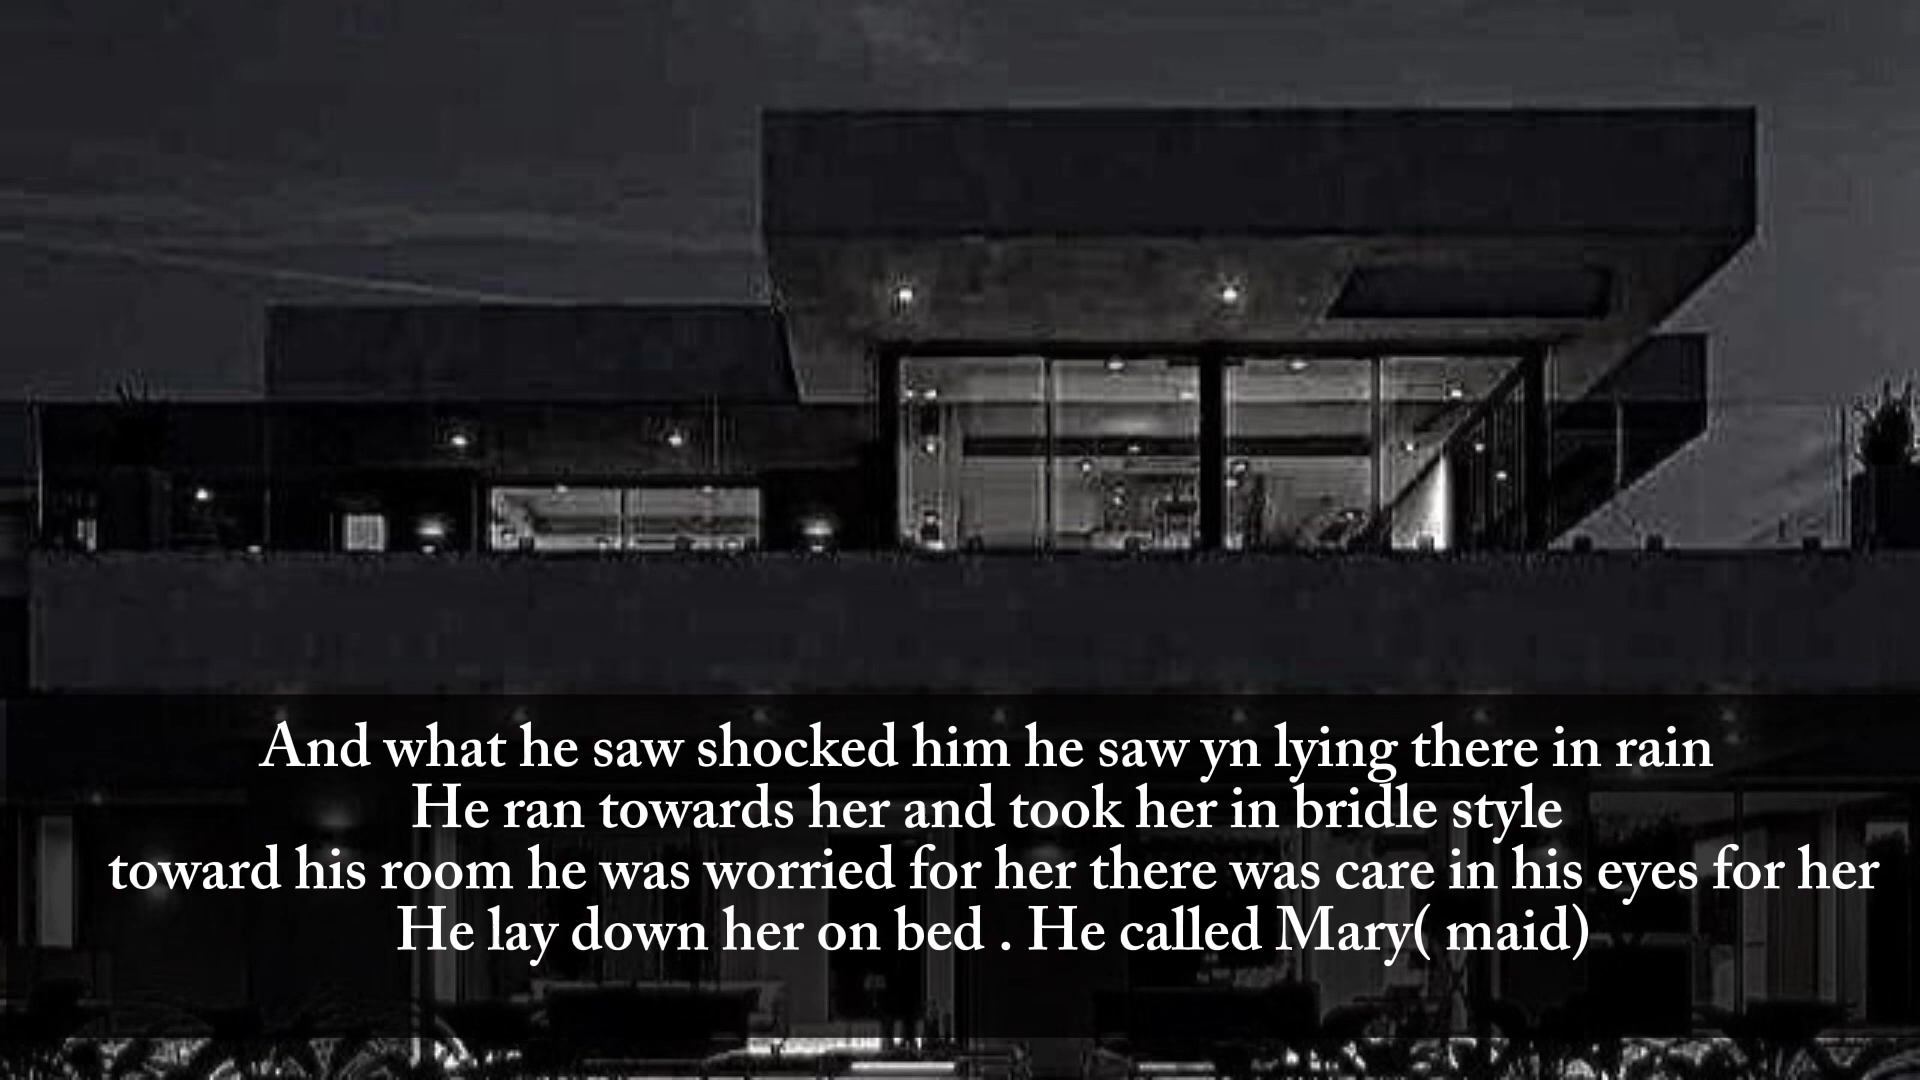 And what he saw shocked him he saw yn lying there in rain
He ran towards her and took her in bridle style
toward his room he was worried for her there was care in his eyes for her
He lay down her on bed . He called Mary( maid)